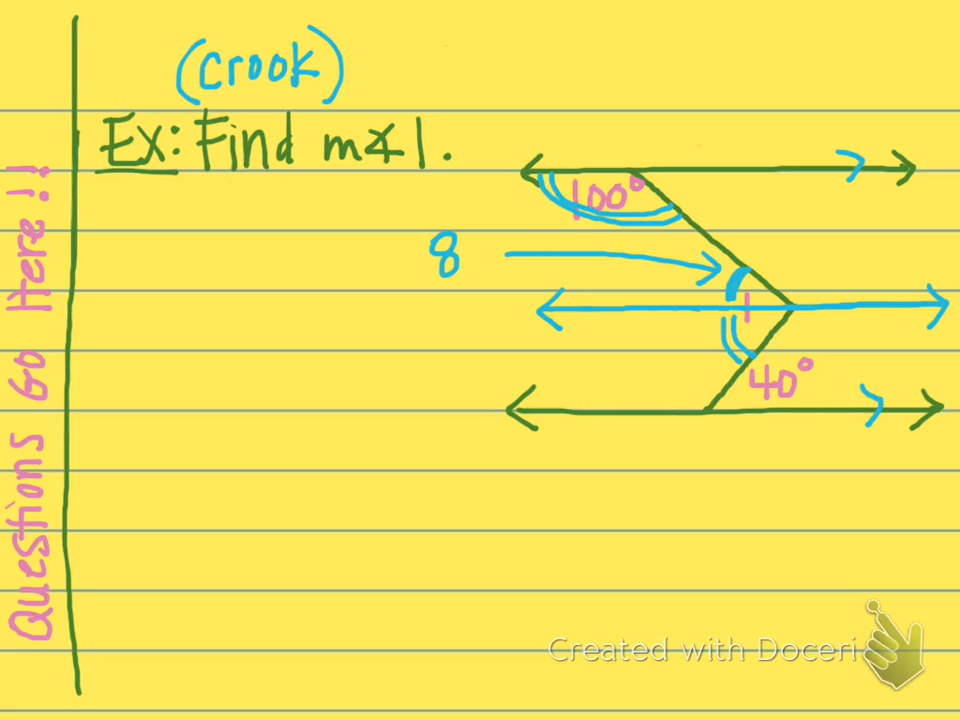 (crook)
Ex: Find m∡1.
100°
8
1
40°
Questions Go Here!!
Created with Doceri